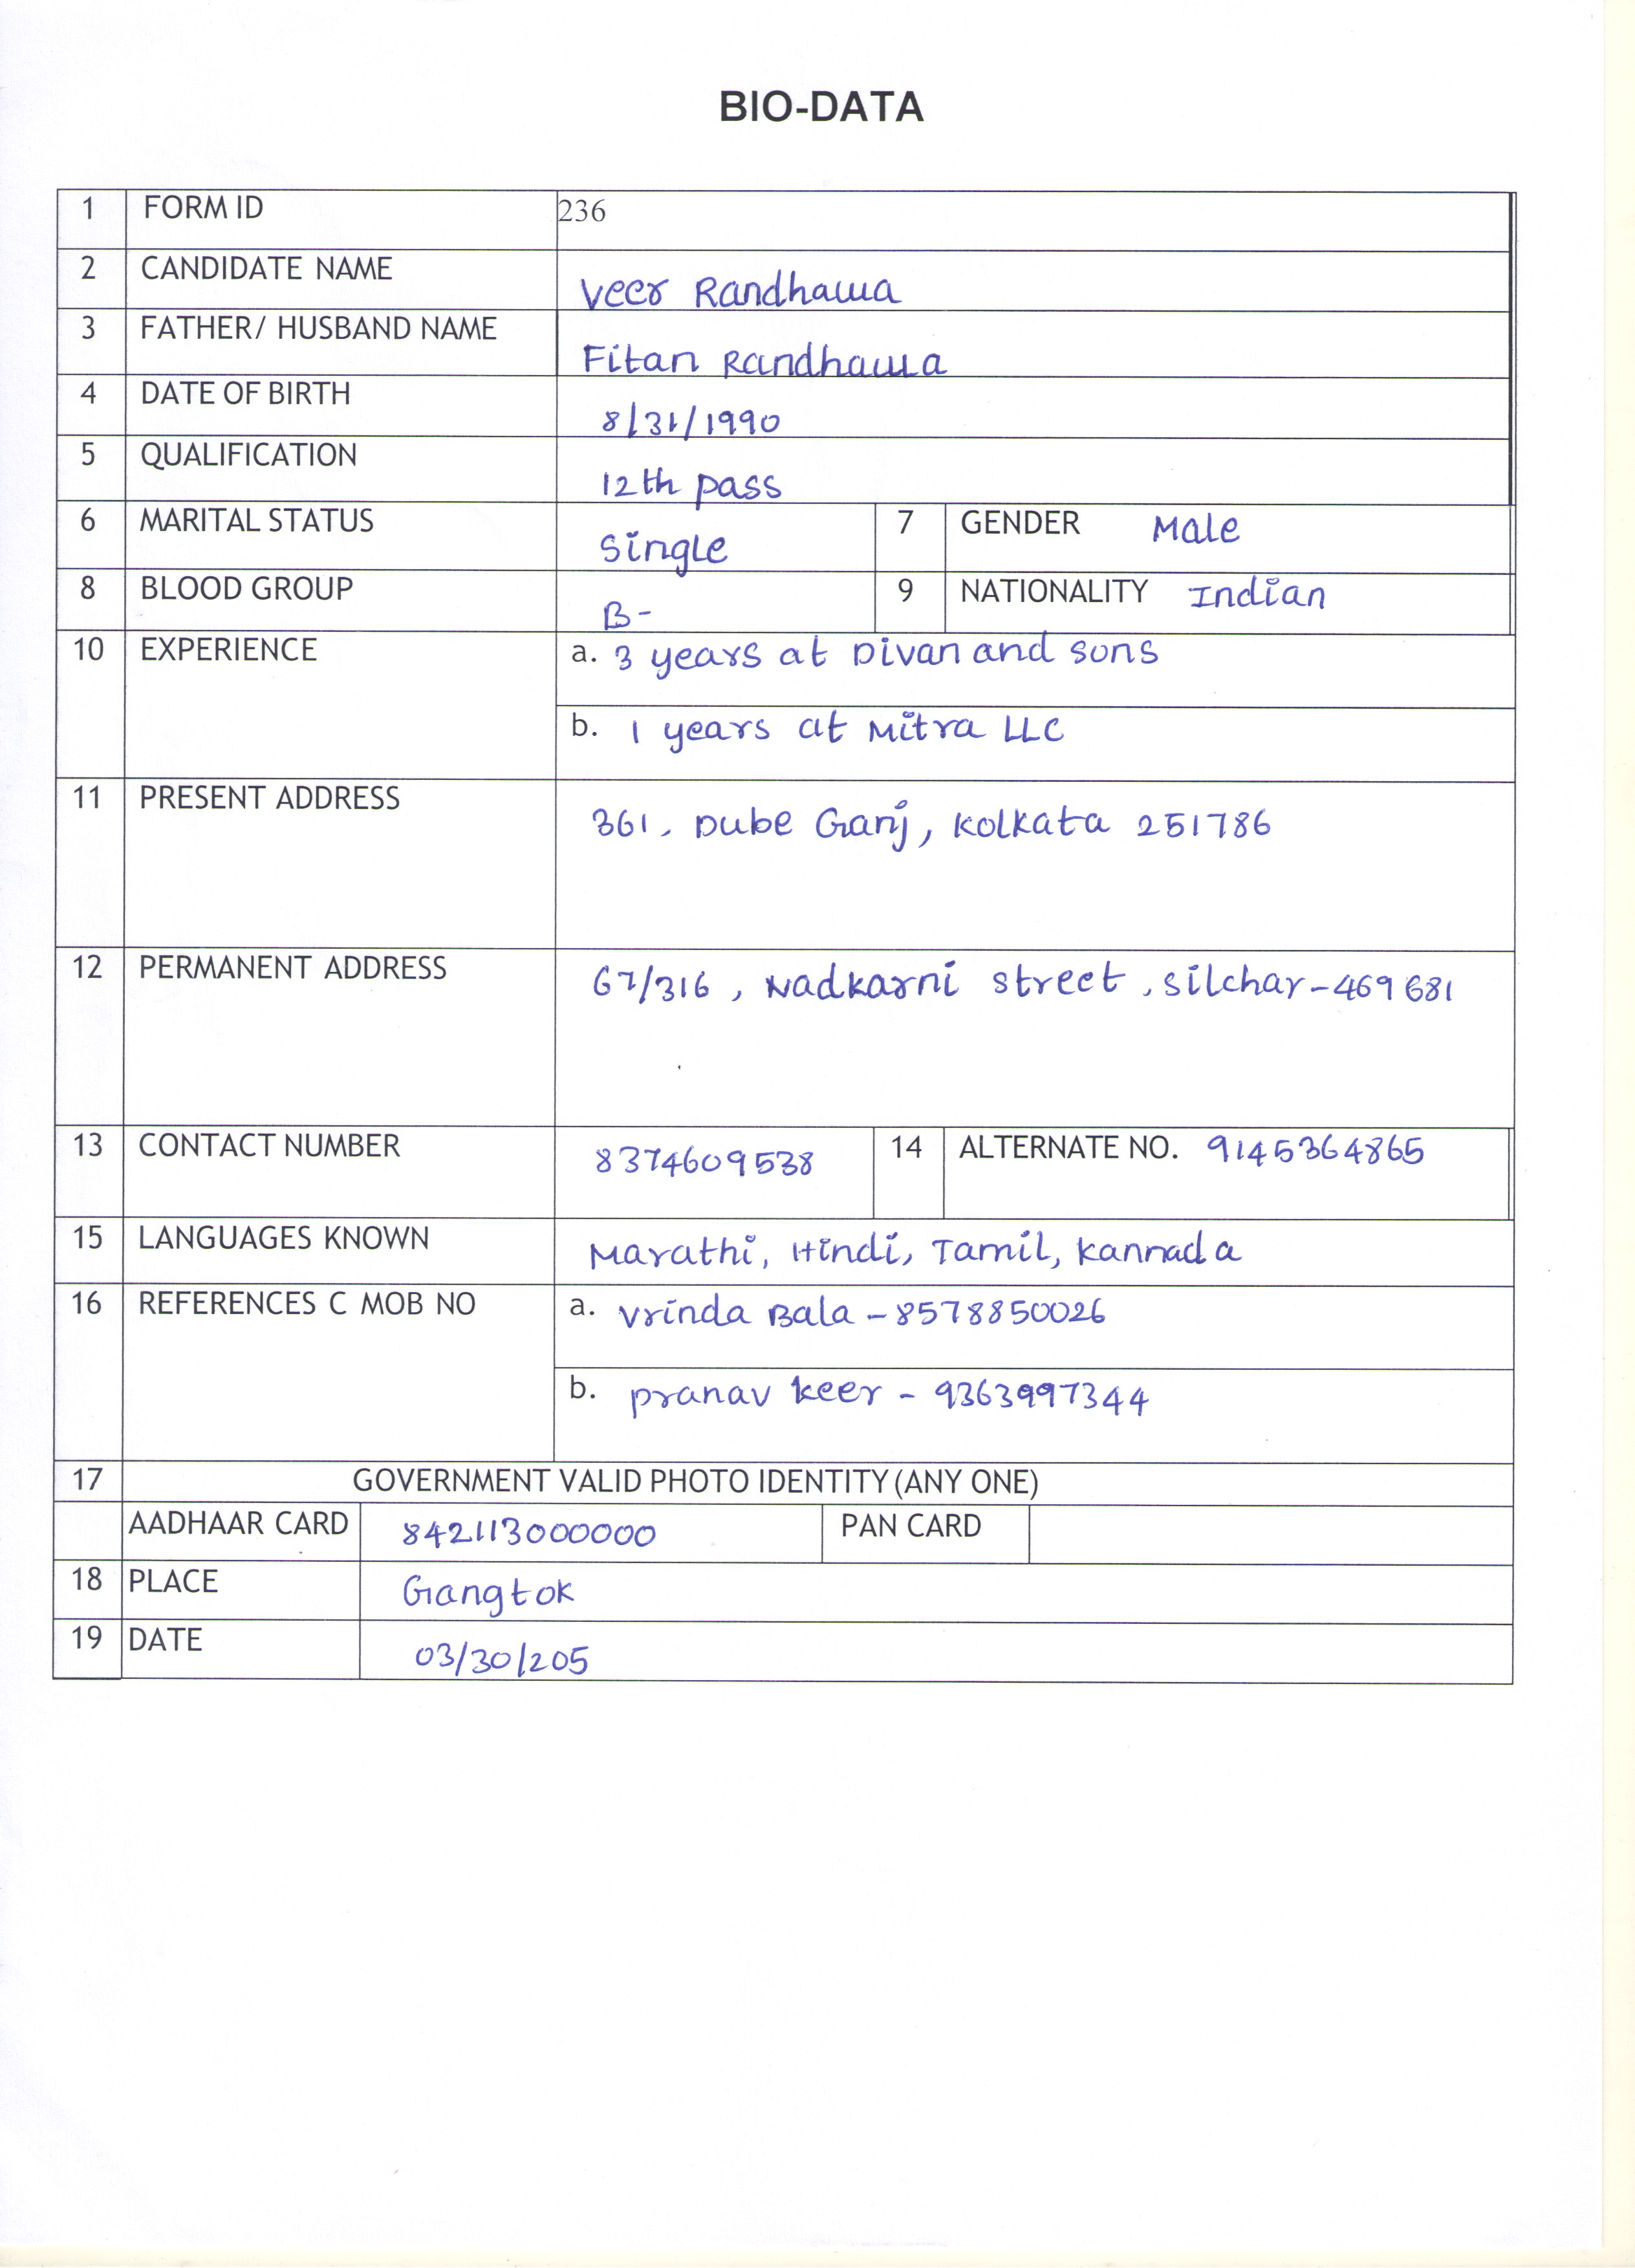 BIO-DATA
1 FORM ID 236
2 CANDIDATE NAME Veer Randhawa
3 FATHER/ HUSBAND NAME Fitan Randhawa
4 DATE OF BIRTH 8/31/1990
5 QUALIFICATION 12th pass
6 MARITAL STATUS Single 7 GENDER Male
8 BLOOD GROUP B- 9 NATIONALITY Indian
10 EXPERIENCE a. 3 years at Divan and sons
b. 1 years at Mitra LLC
11 PRESENT ADDRESS 361, Dube Ganj, Kolkata 251786
12 PERMANENT ADDRESS 67/316, Nadkarni street, Silchar-469681
13 CONTACT NUMBER 8374609538 14 ALTERNATE NO. 9145364865
15 LANGUAGES KNOWN Marathi, Hindi, Tamil, Kannada
16 REFERENCES C MOB NO a. Vrinda Bala - 8578850026
b. Pranav Keer - 9363997344
17 GOVERNMENT VALID PHOTO IDENTITY (ANY ONE)
AADHAAR CARD 842113000000 PAN CARD
18 PLACE Gangtok
19 DATE 03/30/205